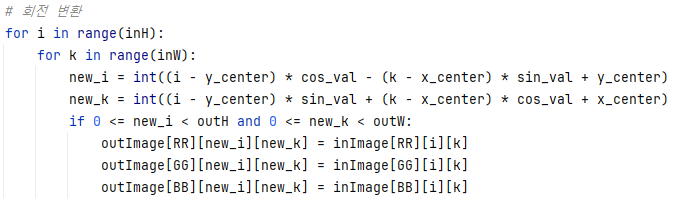 # 회전 변환
for i in range(inH):
    for k in range(inW):
        new_i = int((i - y_center) * cos_val - (k - x_center) * sin_val + y_center)
        new_k = int((i - y_center) * sin_val + (k - x_center) * cos_val + x_center)
        if 0 <= new_i < outH and 0 <= new_k < outW:
            outImage[RR][new_i][new_k] = inImage[RR][i][k]
            outImage[GG][new_i][new_k] = inImage[GG][i][k]
            outImage[BB][new_i][new_k] = inImage[BB][i][k]